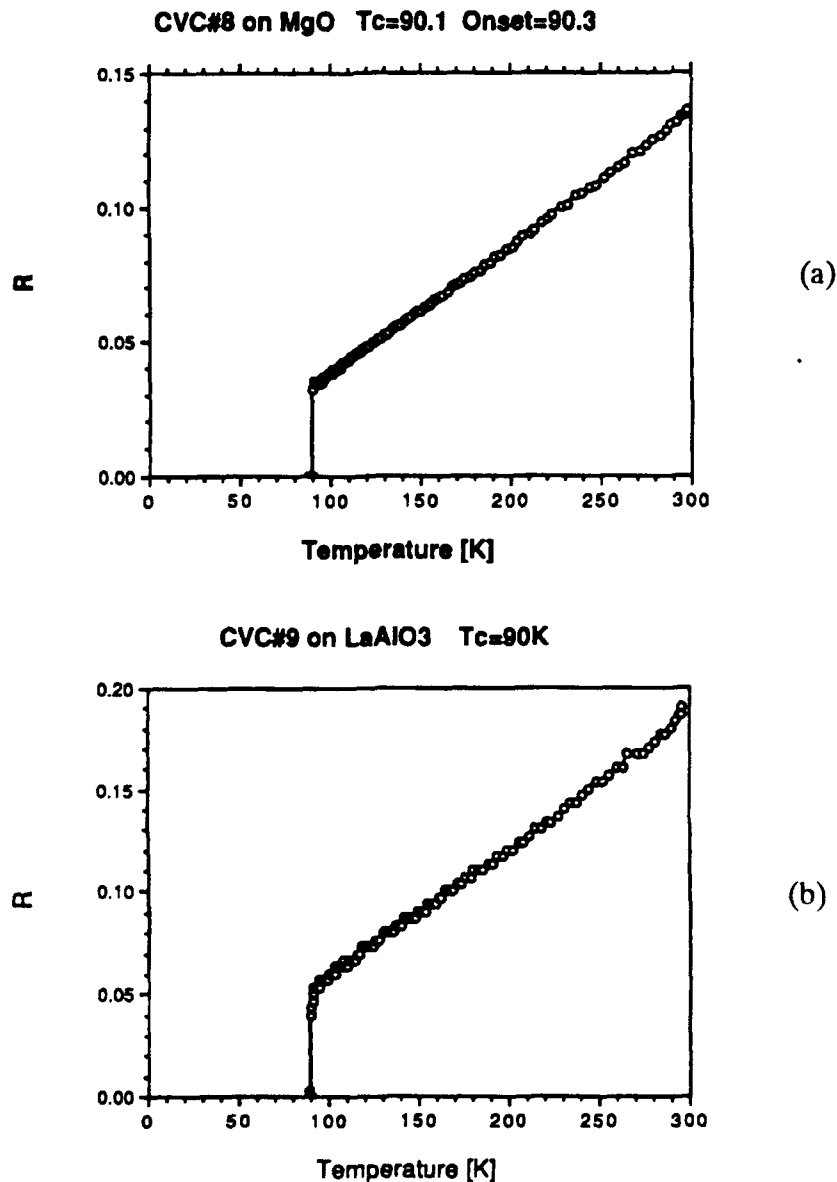 CVC#8 on MgO Tc=90.1 Onset=90.3
0.15
0.10
0.05
0.00
R
0 50 100 150 200 250 300
Temperature [K]
(a)
CVC#9 on LaAlO3 Tc=90K
0.20
0.15
0.10
0.05
0.00
R
0 50 100 150 200 250 300
Temperature [K]
(b)